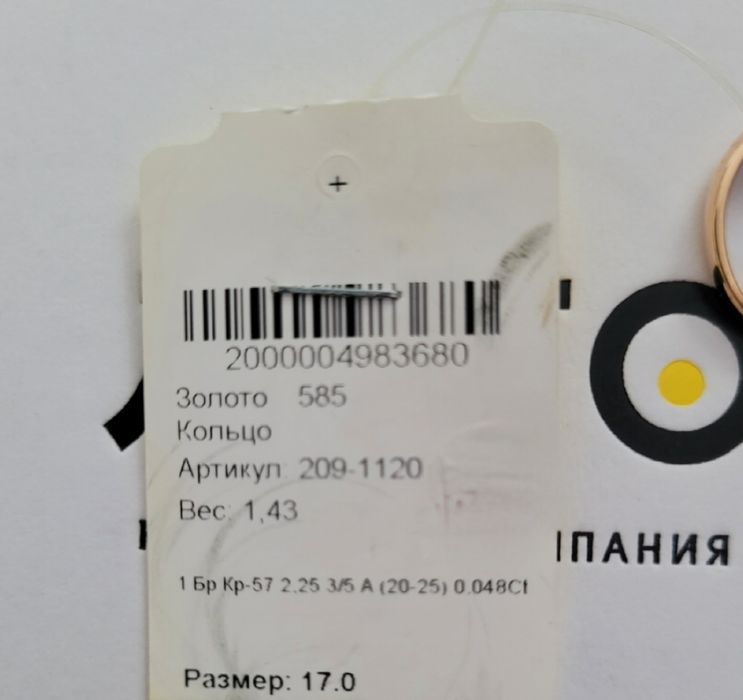 2000004983680
Золото 585
Кольцо
Артикул: 209-1120
Вес: 1,43
1 Бр Кр-57 2.25 3/5 А (20-25) 0.048Ct
Размер: 17.0